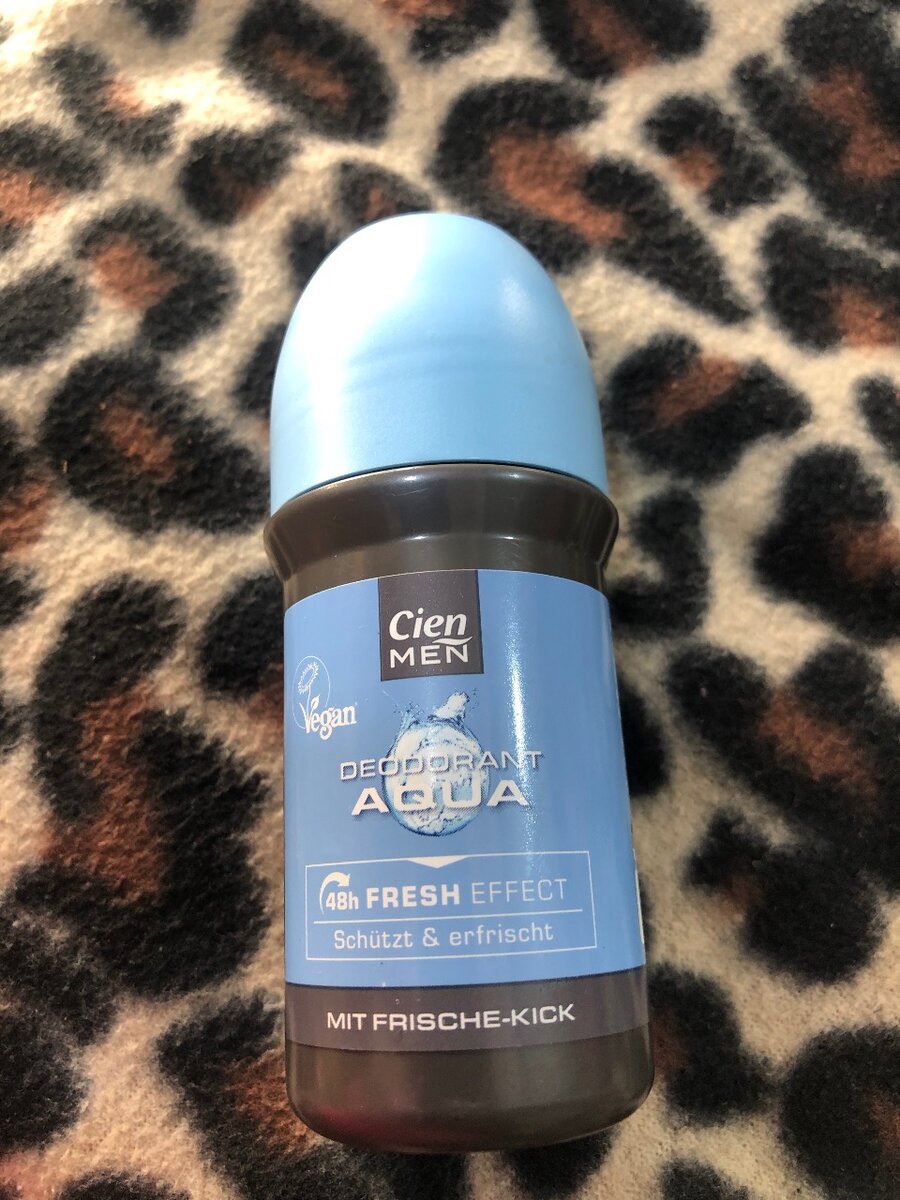 Cien
MEN
Vegan
DEODORANT
AQUA
48h FRESH EFFECT
Schützt & erfrischt
MIT FRISCHE-KICK